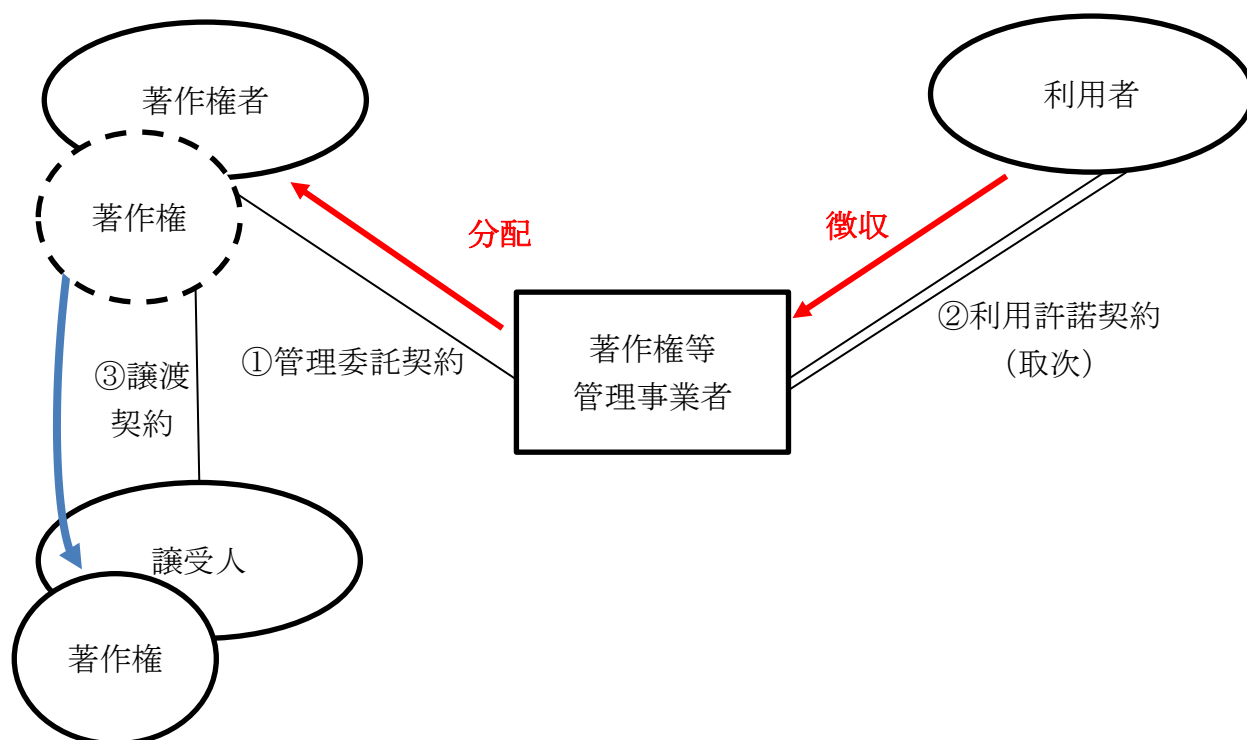 著作権者
利用者
著作権
分配
徴収
②利用許諾契約
（取次）
著作権等
管理事業者
①管理委託契約
③譲渡
契約
譲受人
著作権